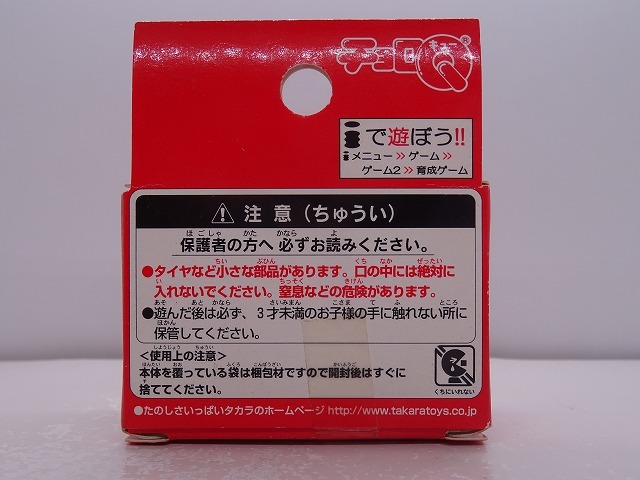 チョロQ®
で遊ぼう!!
メニュー≫ゲーム≫
ゲーム2≫育成ゲーム
注 意(ちゅうい)
保護者の方へ 必ずお読みください。
●タイヤなど小さな部品があります。口の中には絶対に
入れないでください。窒息などの危険があります。
●遊んだ後は必ず、3才未満のお子様の手に触れない所に
保管してください。
<使用上の注意>
本体を覆っている袋は梱包材ですので開封後はすぐに
捨ててください。
くちにいれない
●たのしさいっぱいタカラのホームページ http://www.takaratoys.co.jp